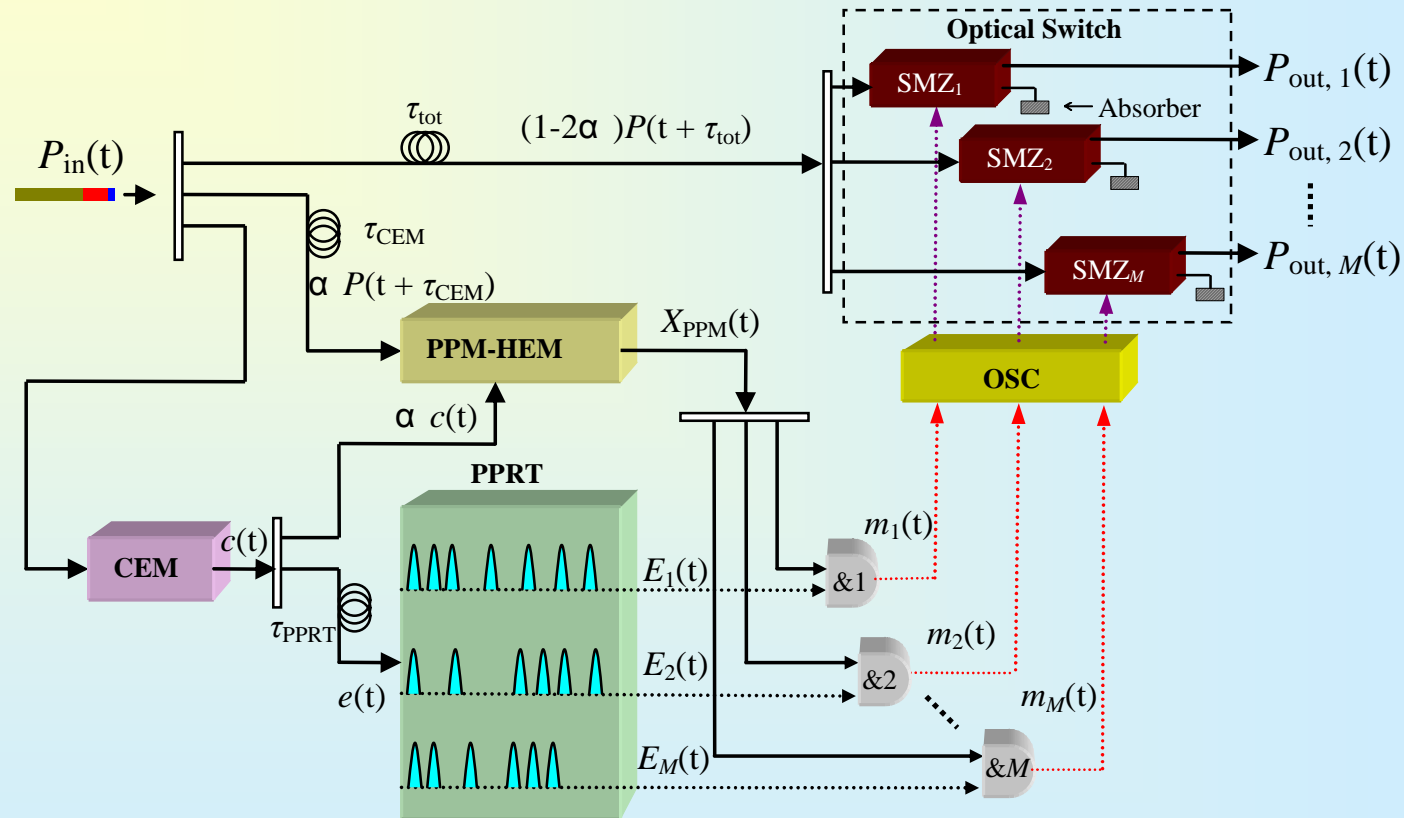 Optical Switch
SMZ₁
P_out, 1(t)
Absorber
τ_tot
(1-2α )P(t + τ_tot)
P_in(t)
SMZ₂
P_out, 2(t)
τ_CEM
SMZ_M
P_out, M(t)
α P(t + τ_CEM)
X_PPM(t)
PPM-HEM
OSC
α c(t)
PPRT
c(t)
CEM
m₁(t)
E₁(t)
&1
τ_PPRT
m₂(t)
E₂(t)
&2
e(t)
m_M(t)
E_M(t)
&M